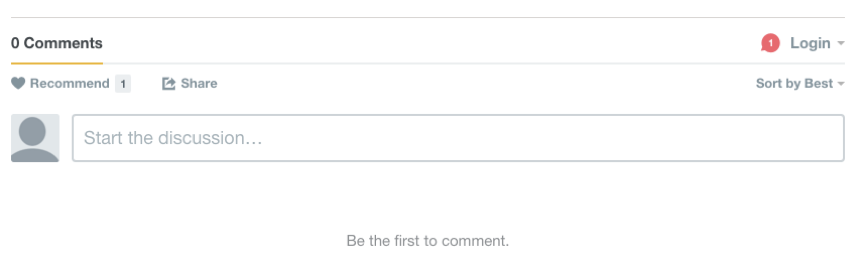 0 Comments 1 Login
Recommend 1 Share Sort by Best
Start the discussion…
Be the first to comment.